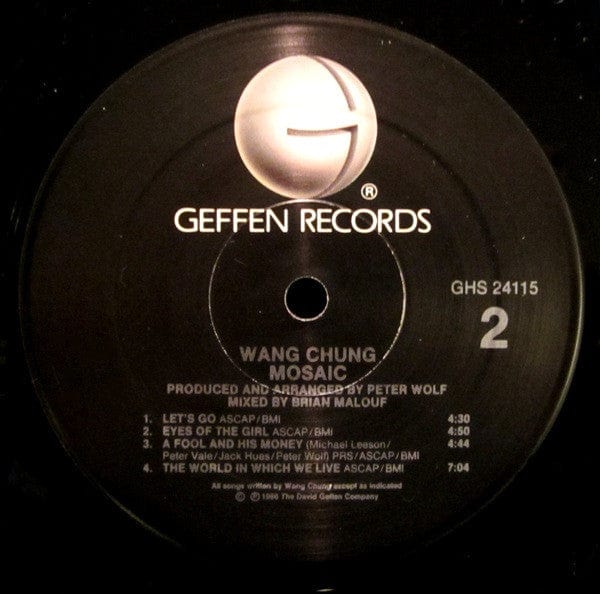 ®
GEFFEN RECORDS
GHS 24115
2
WANG CHUNG
MOSAIC
PRODUCED AND ARRANGED BY PETER WOLF
MIXED BY BRIAN MALOUF
1. LET'S GO ASCAP/BMI 4:30
2. EYES OF THE GIRL ASCAP/BMI 4:50
3. A FOOL AND HIS MONEY (Michael Leeson/ 4:44
Peter Vale/Jack Hues/Peter Wolf) PRS/ASCAP/BMI
4. THE WORLD IN WHICH WE LIVE ASCAP/BMI 7:04
All songs written by Wang Chung except as indicated
© ℗ 1986 The David Geffen Company